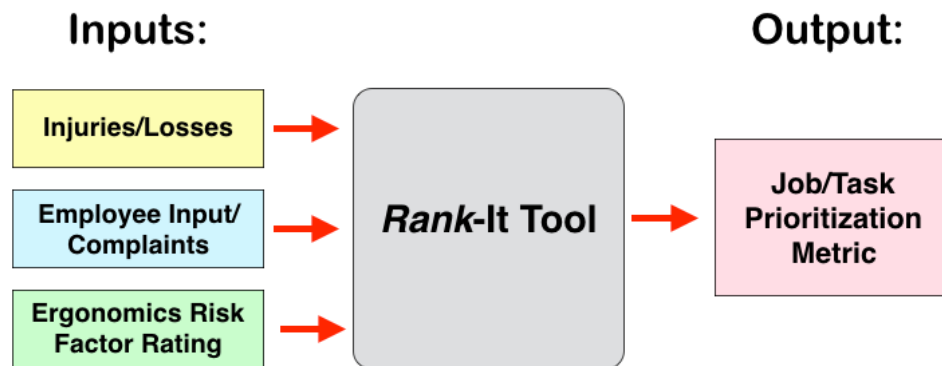 Inputs:
Output:
Injuries/Losses
Employee Input/
Complaints
Ergonomics Risk
Factor Rating
Rank-It Tool
Job/Task
Prioritization
Metric